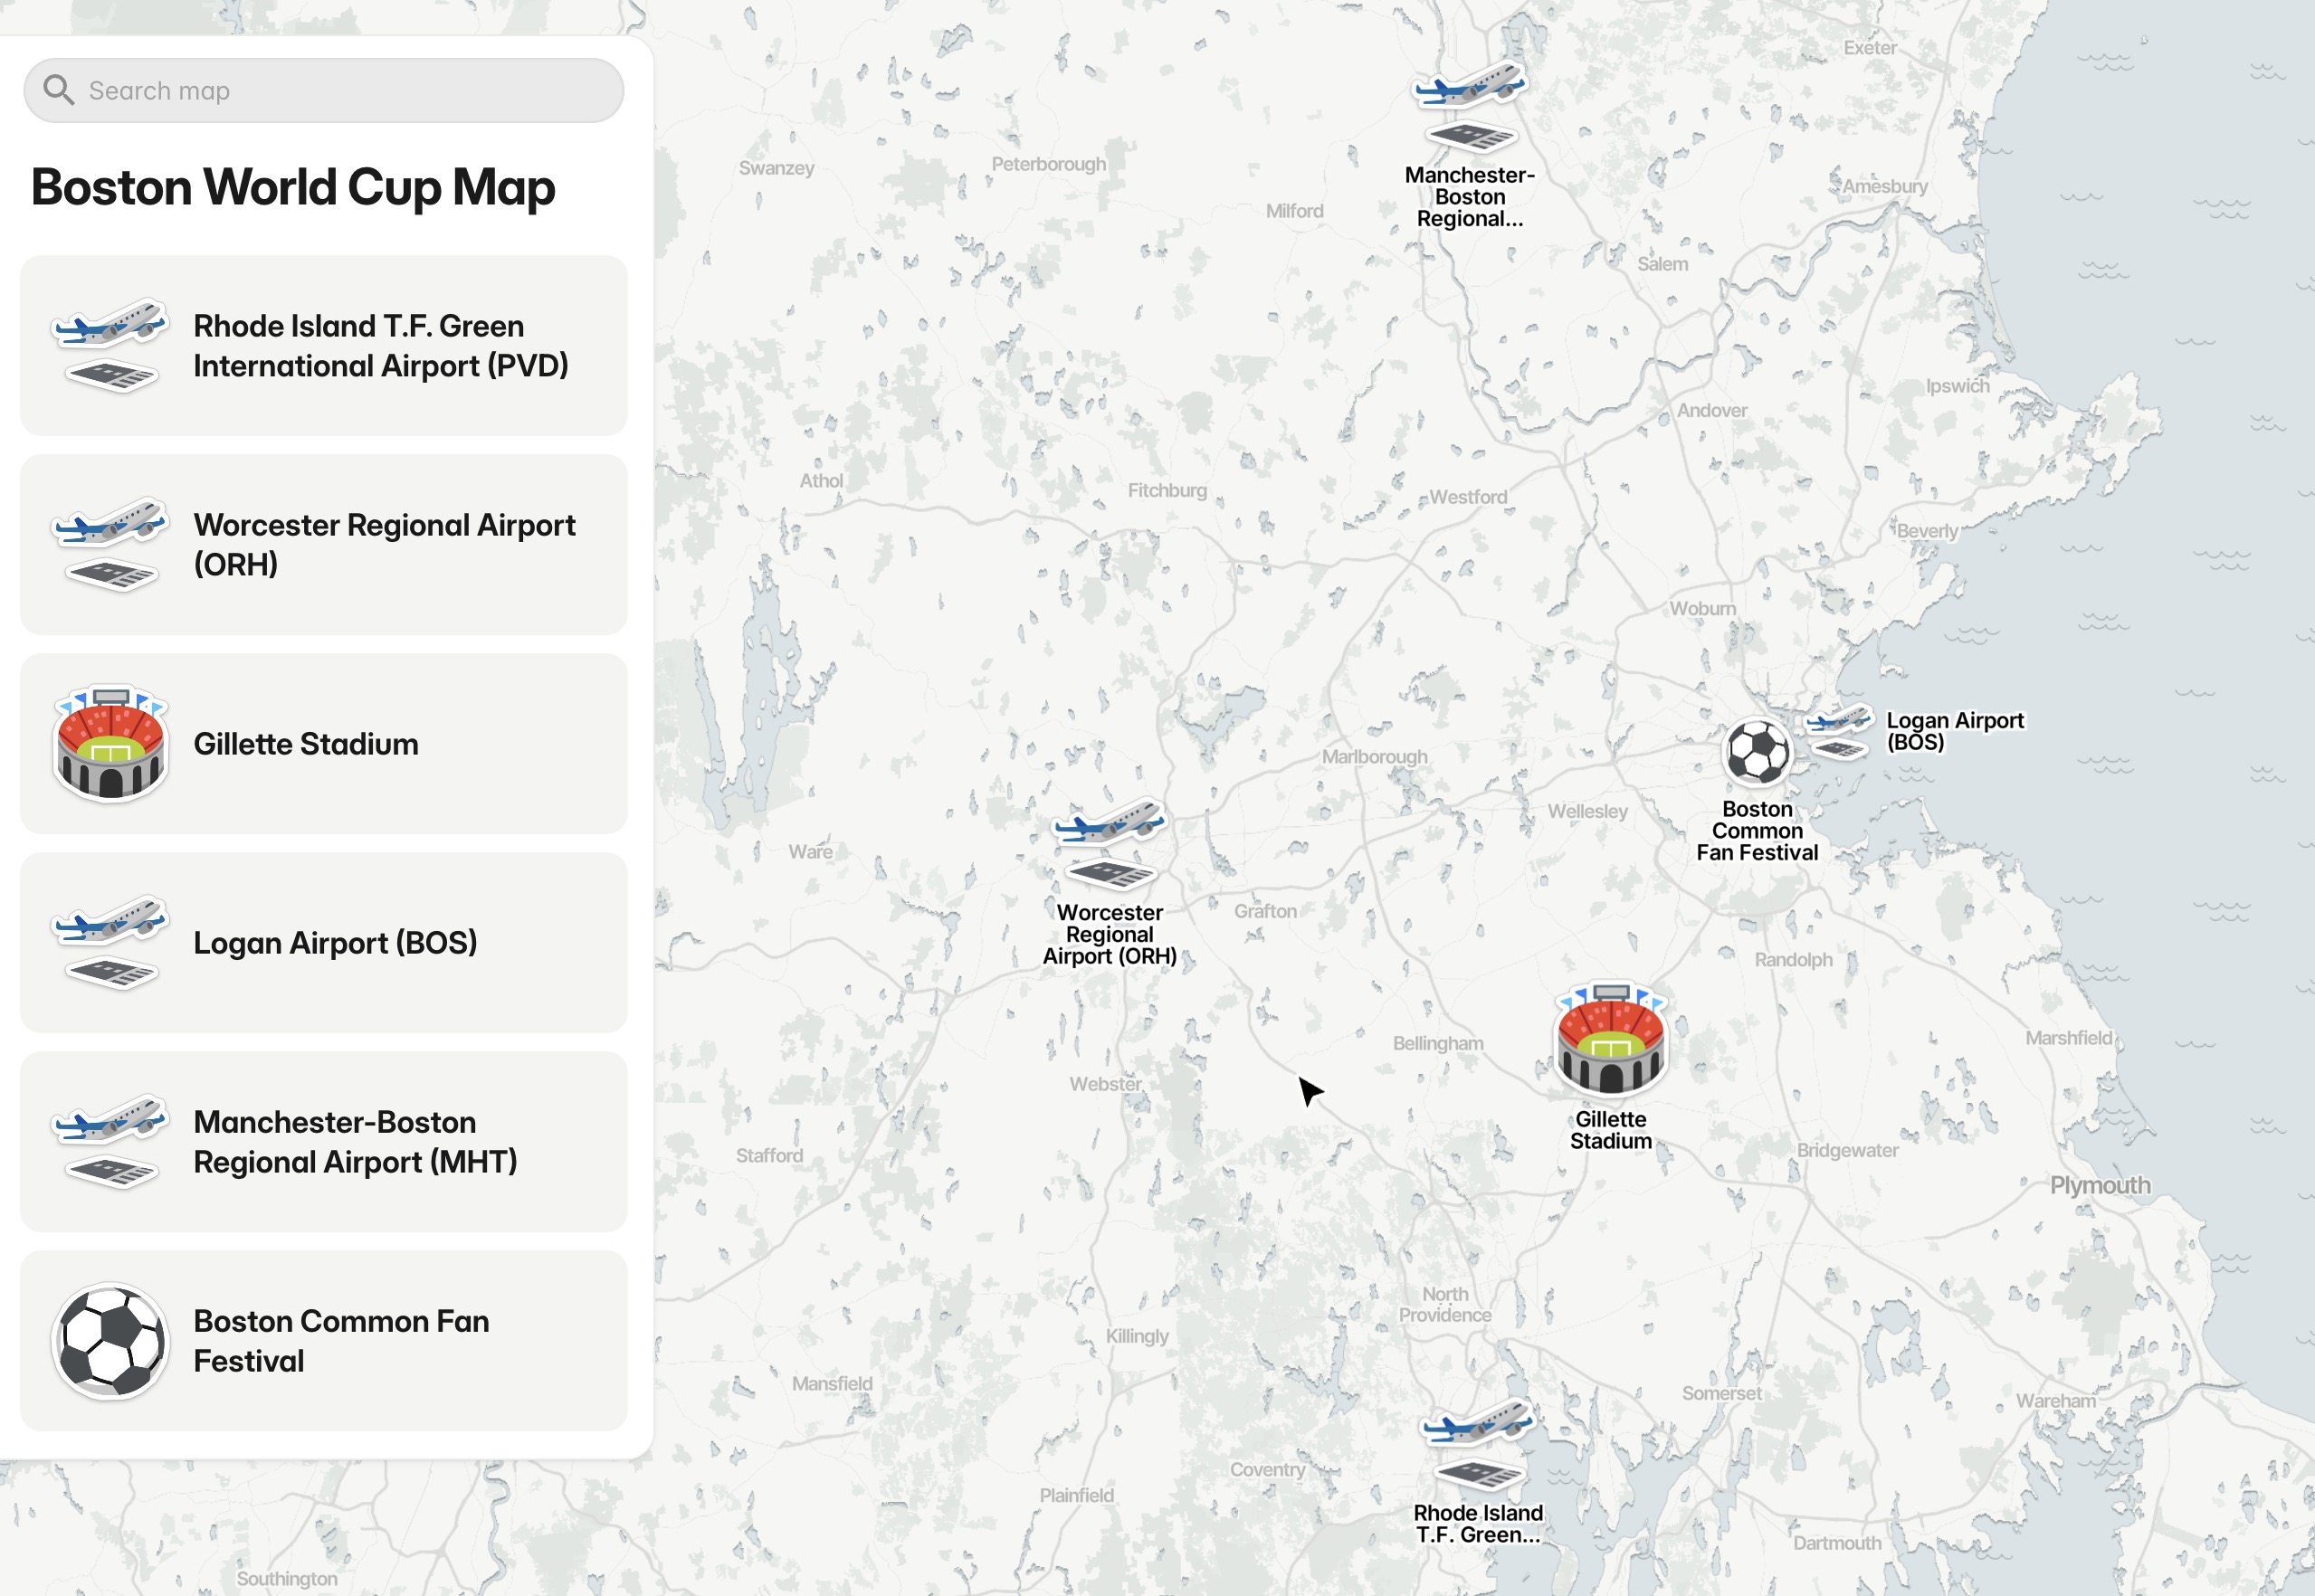 Search map
Boston World Cup Map
Rhode Island T.F. Green
International Airport (PVD)
Worcester Regional Airport
(ORH)
Gillette Stadium
Logan Airport (BOS)
Manchester-Boston
Regional Airport (MHT)
Boston Common Fan
Festival
Exeter
Swanzey
Peterborough
Manchester-
Boston
Regional...
Amesbury
Milford
Salem
Ipswich
Andover
Athol
Fitchburg
Westford
Beverly
Woburn
Logan Airport
(BOS)
Marlborough
Wellesley
Boston
Common
Fan Festival
Ware
Worcester
Regional
Airport (ORH)
Grafton
Randolph
Marshfield
Bellingham
Webster
Gillette
Stadium
Stafford
Bridgewater
Plymouth
North
Providence
Killingly
Mansfield
Somerset
Wareham
Coventry
Plainfield
Rhode Island
T.F. Green...
Dartmouth
Southington